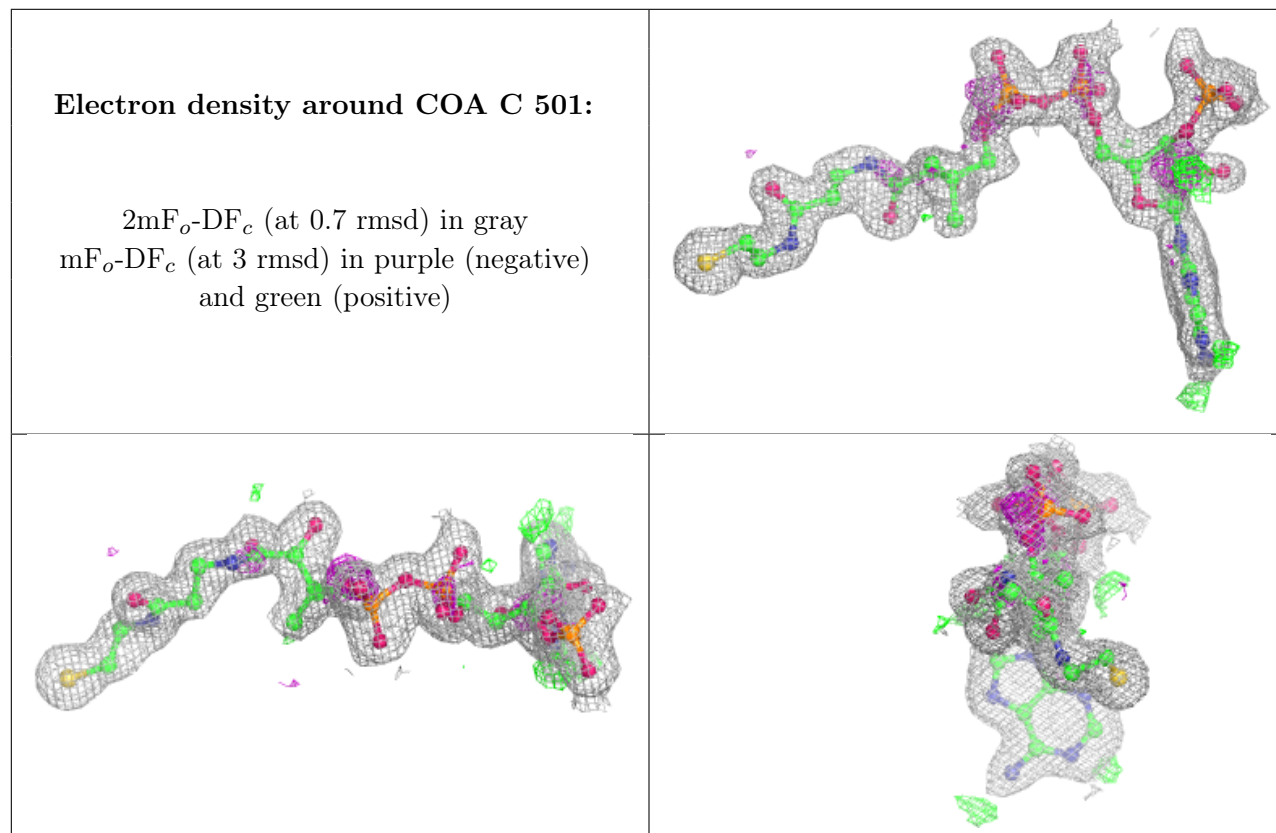 Electron density around COA C 501:
2mFₒ-DF𝒸 (at 0.7 rmsd) in gray
mFₒ-DF𝒸 (at 3 rmsd) in purple (negative)
and green (positive)